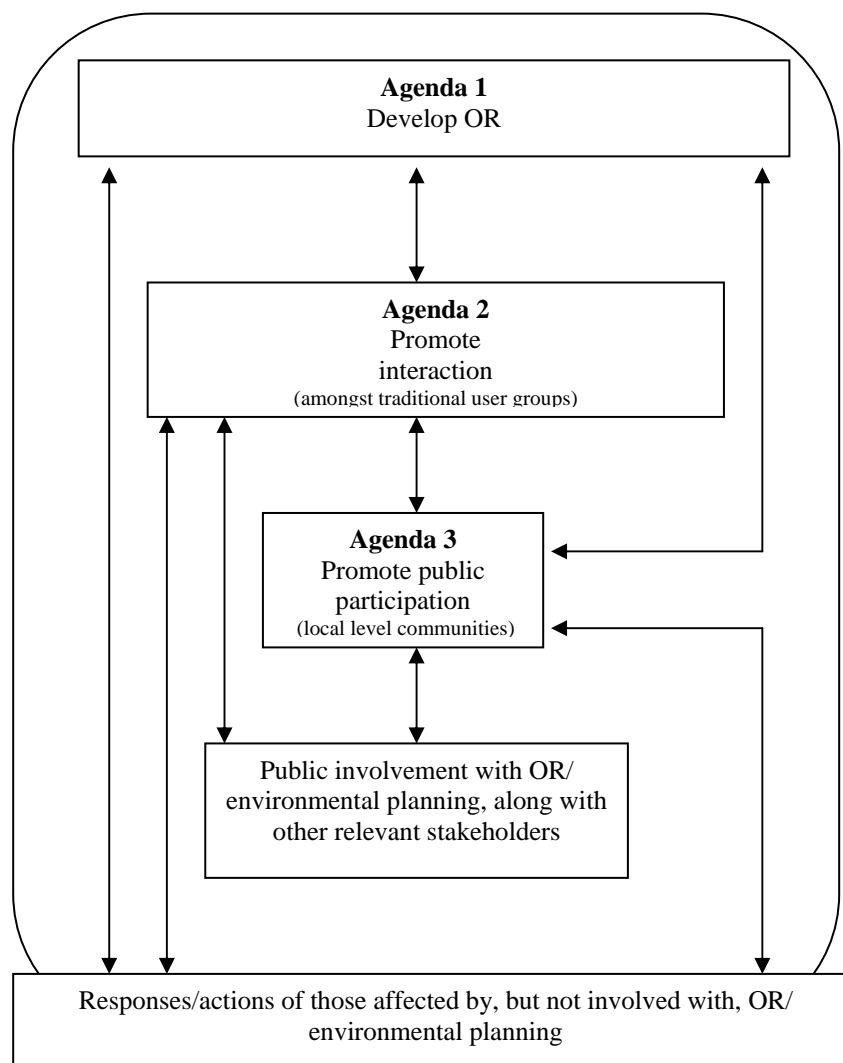 Agenda 1
Develop OR
Agenda 2
Promote
interaction
(amongst traditional user groups)
Agenda 3
Promote public
participation
(local level communities)
Public involvement with OR/
environmental planning, along with
other relevant stakeholders
Responses/actions of those affected by, but not involved with, OR/
environmental planning